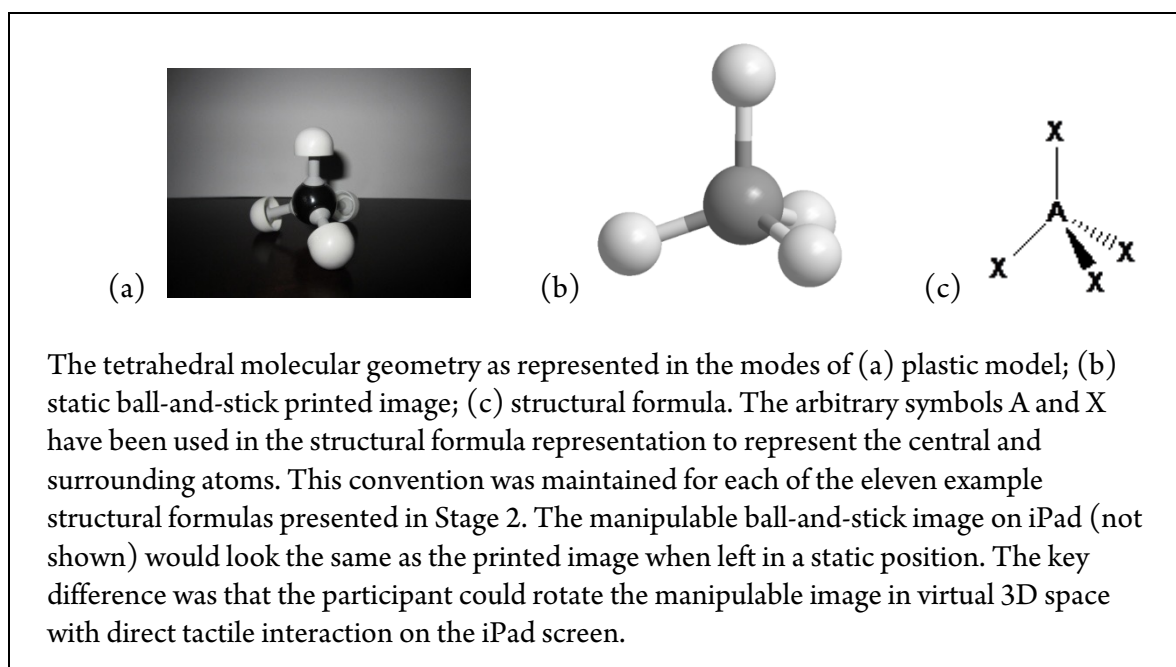 X
A
X
X
X
(a)
(b)
(c)
The tetrahedral molecular geometry as represented in the modes of (a) plastic model; (b)
static ball-and-stick printed image; (c) structural formula. The arbitrary symbols A and X
have been used in the structural formula representation to represent the central and
surrounding atoms. This convention was maintained for each of the eleven example
structural formulas presented in Stage 2. The manipulable ball-and-stick image on iPad (not
shown) would look the same as the printed image when left in a static position. The key
difference was that the participant could rotate the manipulable image in virtual 3D space
with direct tactile interaction on the iPad screen.